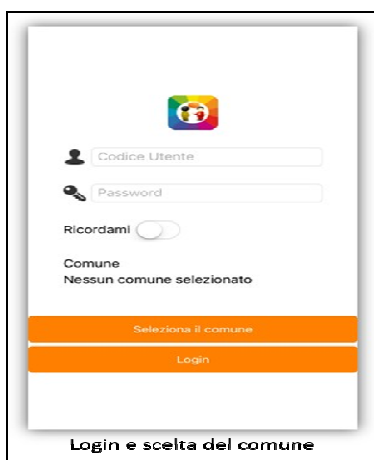 Codice Utente
Password
Ricordami
Comune
Nessun comune selezionato
Seleziona il comune
Login
Login e scelta del comune